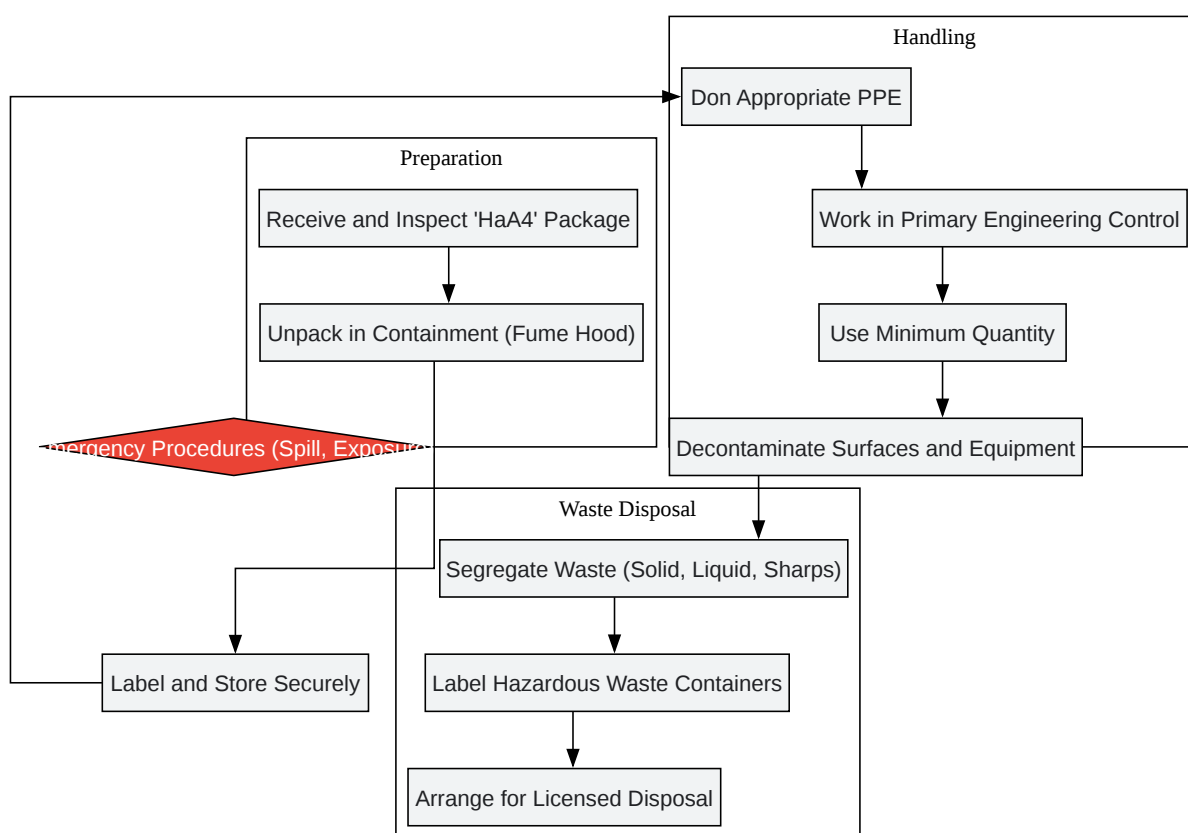 Preparation
Receive and Inspect 'HaA4' Package
Unpack in Containment (Fume Hood)
mergency Procedures (Spill, Exposure
Label and Store Securely
Handling
Don Appropriate PPE
Work in Primary Engineering Control
Use Minimum Quantity
Decontaminate Surfaces and Equipment
Waste Disposal
Segregate Waste (Solid, Liquid, Sharps)
Label Hazardous Waste Containers
Arrange for Licensed Disposal